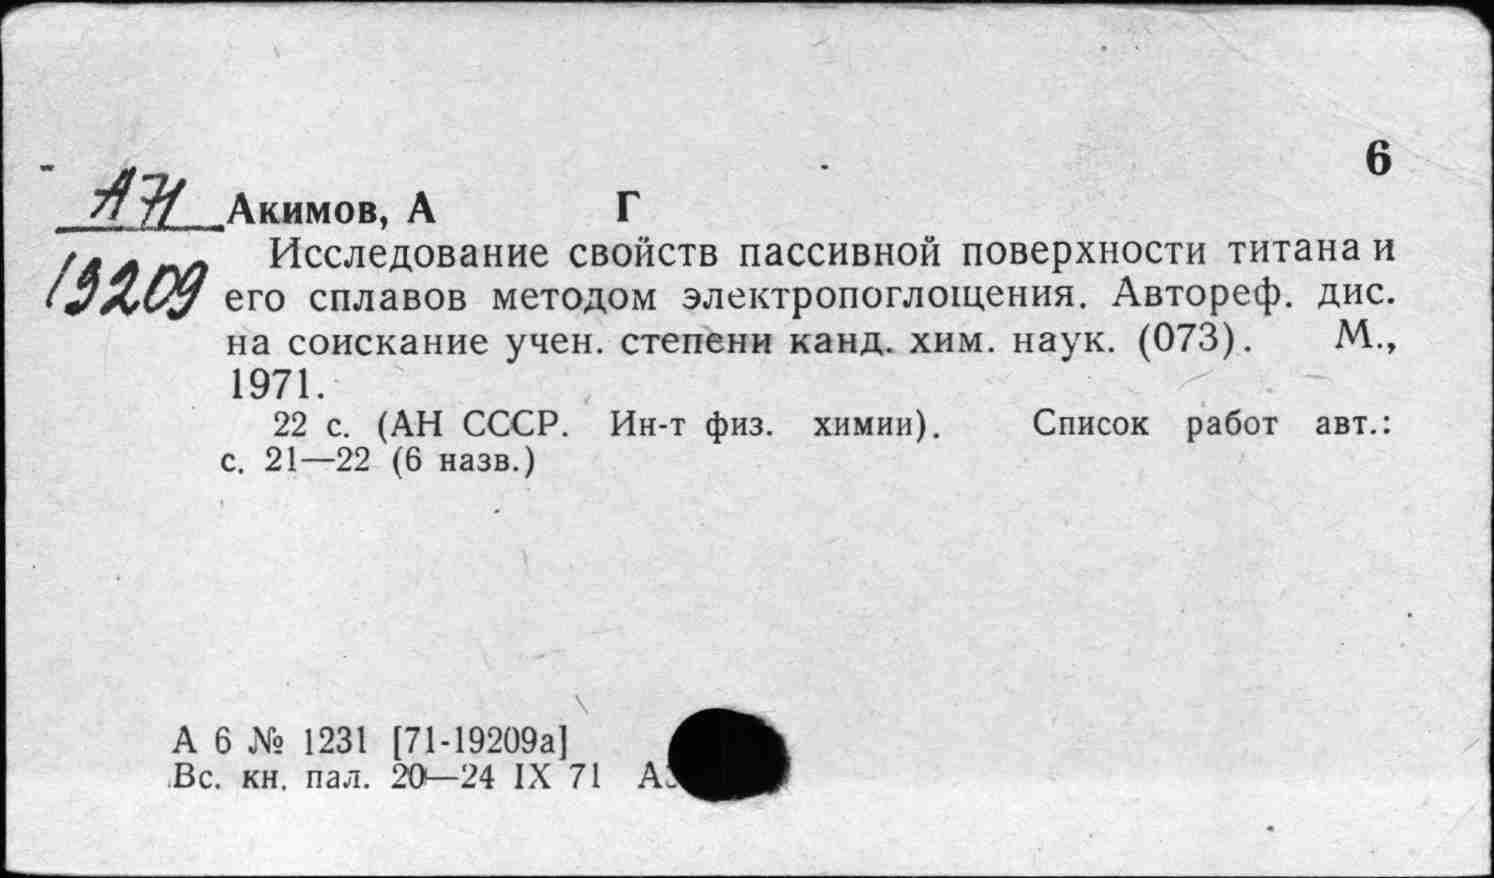 6
Акимов, А Г
Исследование свойств пассивной поверхности титана и
19209 его сплавов методом электропоглощения. Автореф. дис.
на соискание учен. степени канд. хим. наук. (073). М.,
1971.
22 с. (АН СССР. Ин-т физ. химии). Список работ авт.:
с. 21—22 (6 назв.)
А 6 № 1231 [71-19209а]
Вс. кн. пал. 20—24 IX 71